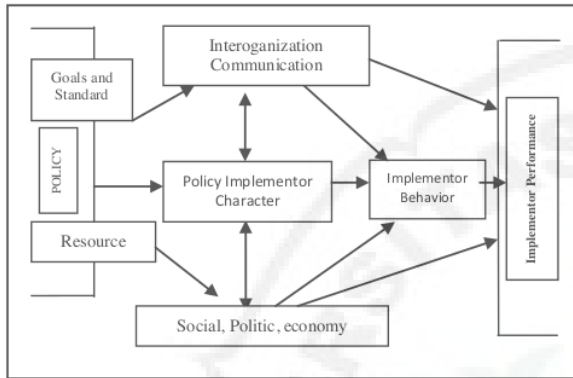 Interoganization
Communication
Goals and
Standard
POLICY
Policy Implementor
Character
Implementor
Behavior
Implementor Performance
Resource
Social, Politic, economy